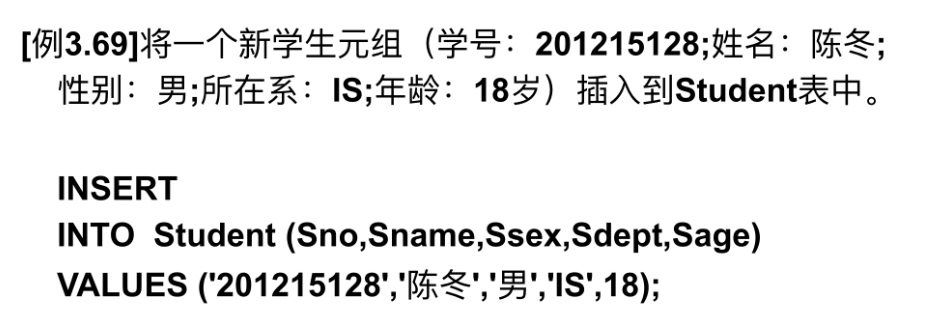 [例3.69]将一个新学生元组（学号：201215128;姓名：陈冬;
性别：男;所在系：IS;年龄：18岁）插入到Student表中。
INSERT
INTO  Student (Sno,Sname,Ssex,Sdept,Sage)
VALUES ('201215128','陈冬','男','IS',18);